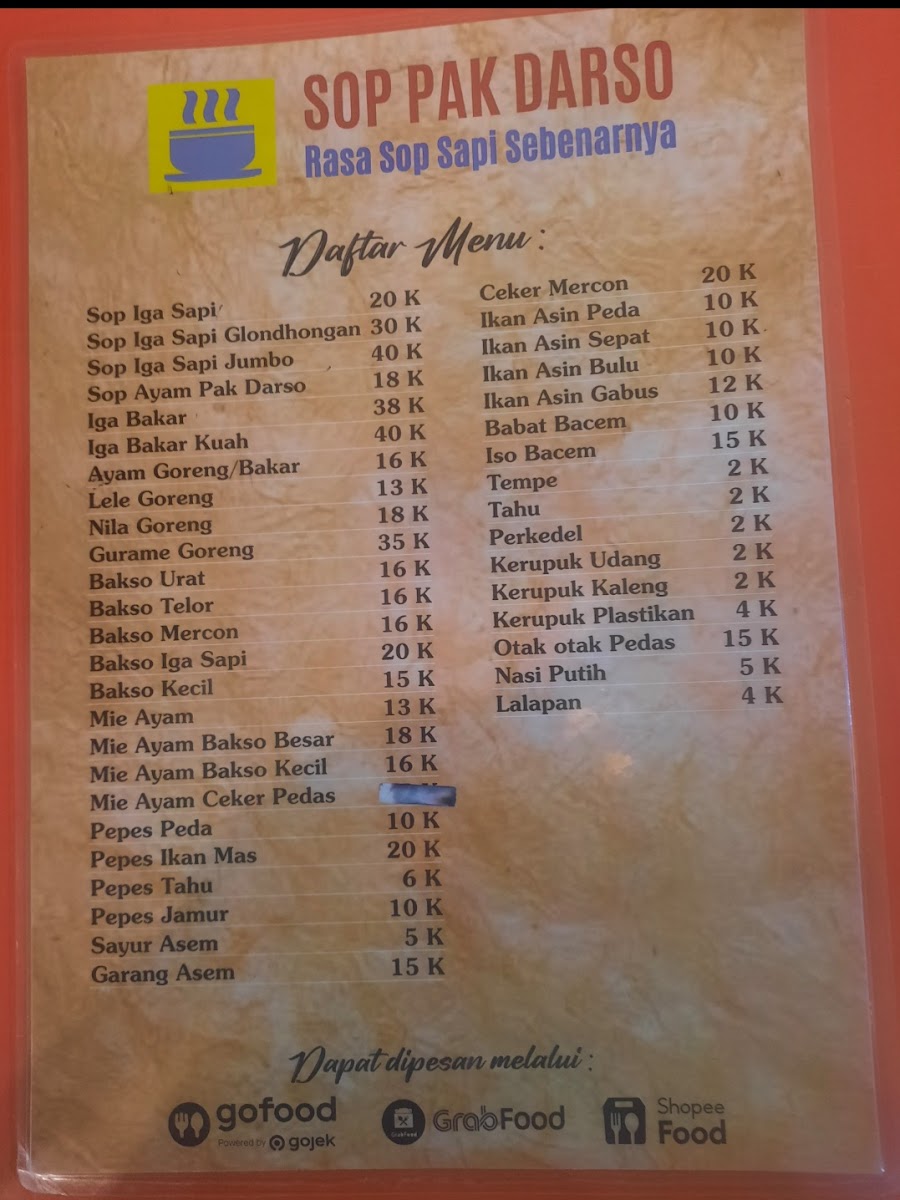 SOP PAK DARSO
Rasa Sop Sapi Sebenarnya
Daftar Menu :
Sop Iga Sapi 20 K
Sop Iga Sapi Glondhongan 30 K
Sop Iga Sapi Jumbo 40 K
Sop Ayam Pak Darso 18 K
Iga Bakar 38 K
Iga Bakar Kuah 40 K
Ayam Goreng/Bakar 16 K
Lele Goreng 13 K
Nila Goreng 18 K
Gurame Goreng 35 K
Bakso Urat 16 K
Bakso Telor 16 K
Bakso Mercon 16 K
Bakso Iga Sapi 20 K
Bakso Kecil 15 K
Mie Ayam 13 K
Mie Ayam Bakso Besar 18 K
Mie Ayam Bakso Kecil 16 K
Mie Ayam Ceker Pedas
Pepes Peda 10 K
Pepes Ikan Mas 20 K
Pepes Tahu 6 K
Pepes Jamur 10 K
Sayur Asem 5 K
Garang Asem 15 K
Ceker Mercon 20 K
Ikan Asin Peda 10 K
Ikan Asin Sepat 10 K
Ikan Asin Bulu 10 K
Ikan Asin Gabus 12 K
Babat Bacem 10 K
Iso Bacem 15 K
Tempe 2 K
Tahu 2 K
Perkedel 2 K
Kerupuk Udang 2 K
Kerupuk Kaleng 2 K
Kerupuk Plastikan 4 K
Otak otak Pedas 15 K
Nasi Putih 5 K
Lalapan 4 K
Dapat dipesan melalui :
gofood
Powered by gojek
GrabFood
GrabFood
Shopee
Food